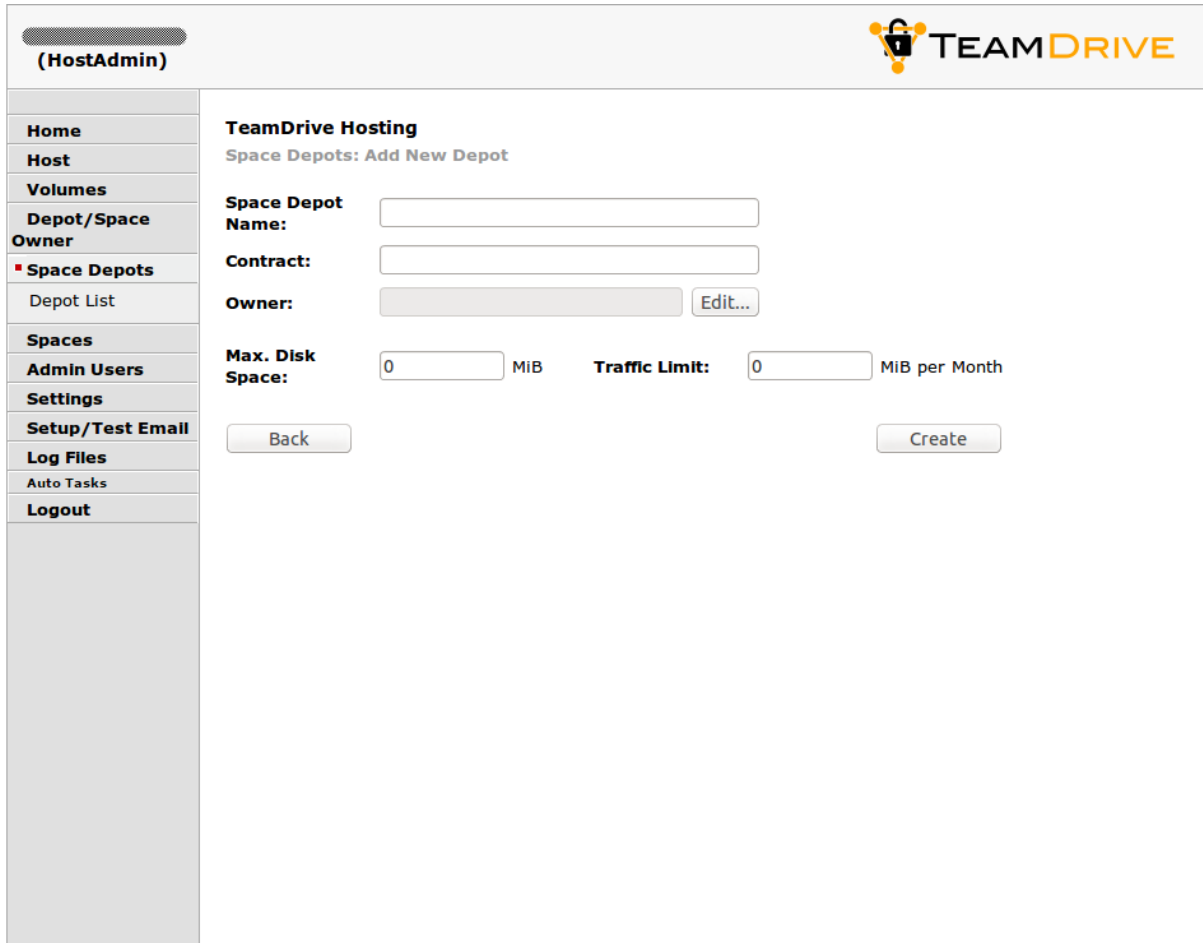 (HostAdmin)
TEAMDRIVE
Home
Host
Volumes
Depot/Space
Owner
Space Depots
Depot List
Spaces
Admin Users
Settings
Setup/Test Email
Log Files
Auto Tasks
Logout
TeamDrive Hosting
Space Depots: Add New Depot
Space Depot
Name:
Contract:
Owner:
Edit...
Max. Disk
Space:
0 MiB Traffic Limit: 0 MiB per Month
Back Create